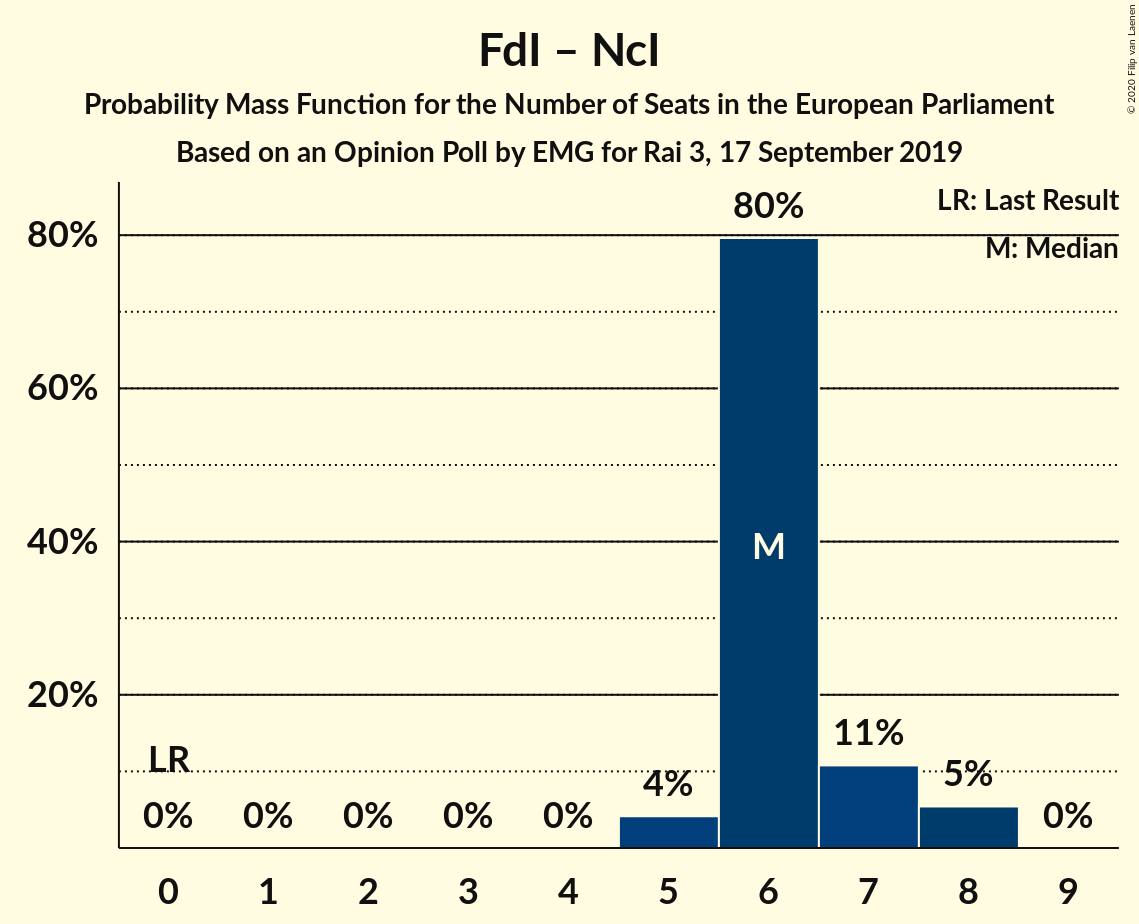 FdI – NcI
Probability Mass Function for the Number of Seats in the European Parliament
Based on an Opinion Poll by EMG for Rai 3, 17 September 2019
© 2020 Filip van Laenen
LR: Last Result
M: Median
80%
60%
40%
20%
LR
0%
0%
0%
0%
0%
4%
80%
M
11%
5%
0%
0 1 2 3 4 5 6 7 8 9